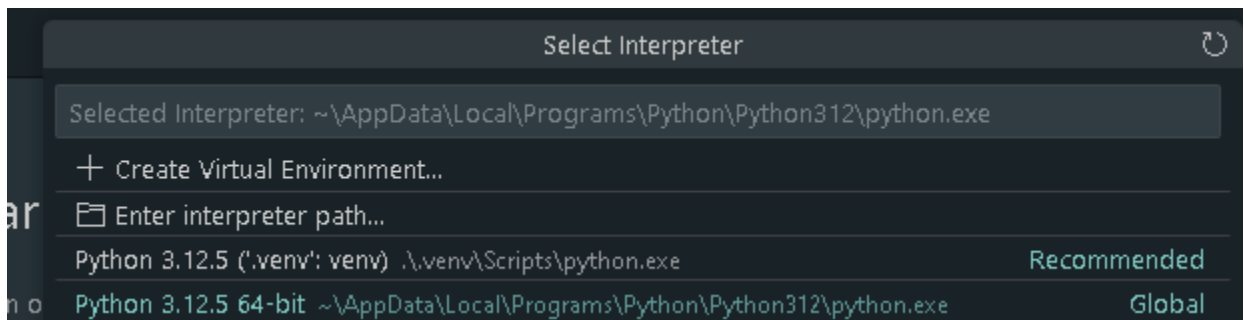 Select Interpreter
Selected Interpreter: ~\AppData\Local\Programs\Python\Python312\python.exe
+ Create Virtual Environment...
ar
Enter interpreter path...
Python 3.12.5 ('.venv': venv) .\.venv\Scripts\python.exe Recommended
n o
Python 3.12.5 64-bit ~\AppData\Local\Programs\Python\Python312\python.exe Global